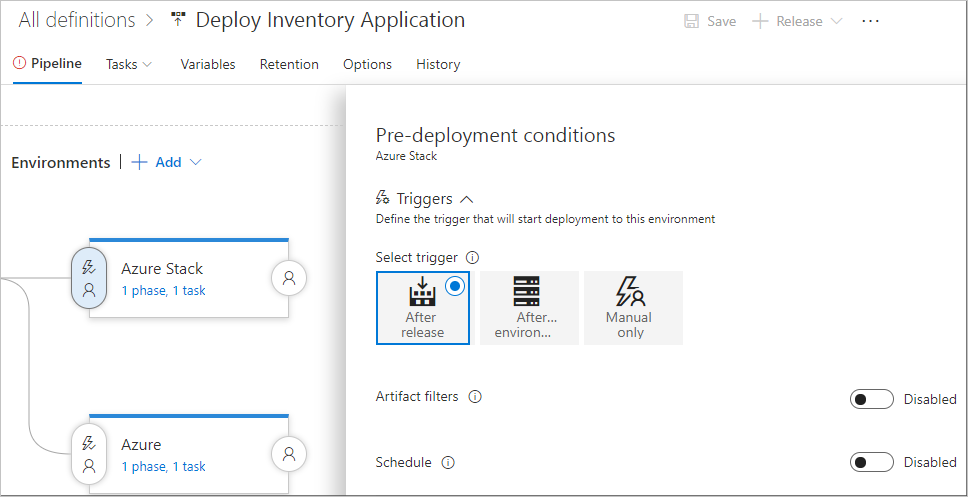 All definitions > Deploy Inventory Application
Save + Release ...
Pipeline Tasks Variables Retention Options History
Environments | + Add
Azure Stack
1 phase, 1 task
Azure
1 phase, 1 task
Pre-deployment conditions
Azure Stack
Triggers
Define the trigger that will start deployment to this environment
Select trigger
After
release
After...
environ...
Manual
only
Artifact filters
Disabled
Schedule
Disabled